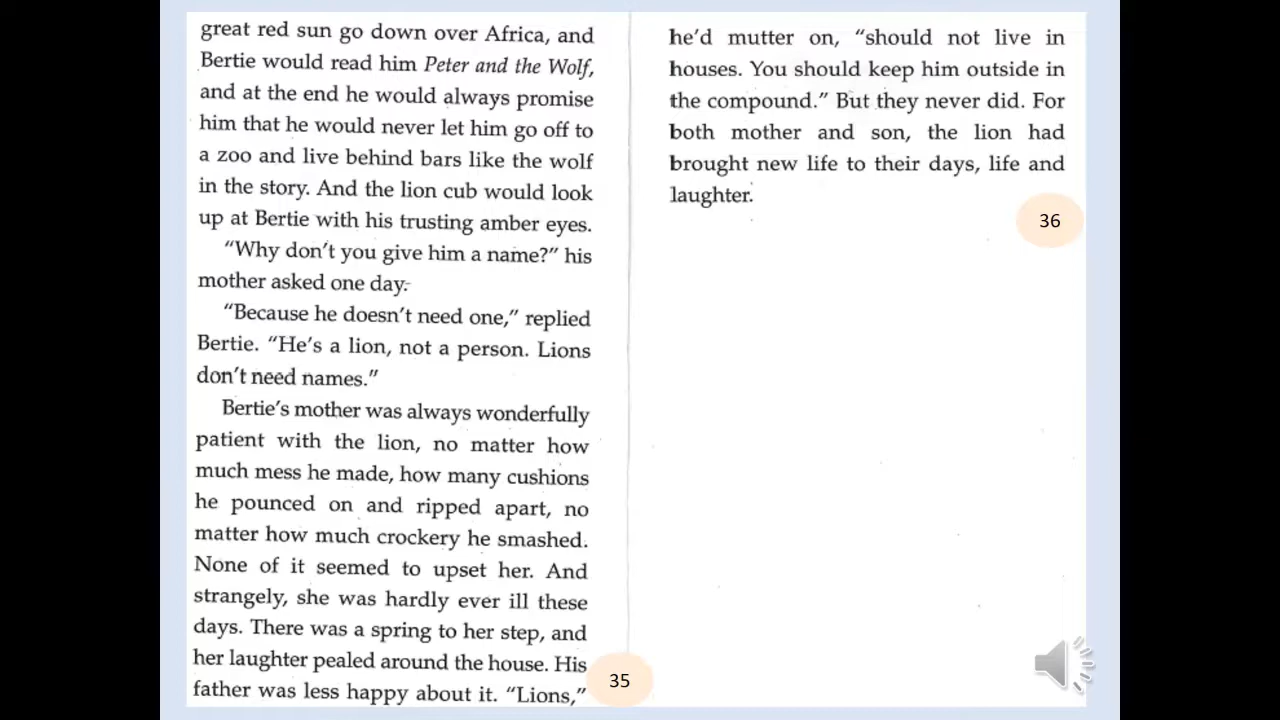 great red sun go down over Africa, and
Bertie would read him Peter and the Wolf,
and at the end he would always promise
him that he would never let him go off to
a zoo and live behind bars like the wolf
in the story. And the lion cub would look
up at Bertie with his trusting amber eyes.
“Why don’t you give him a name?” his
mother asked one day.
“Because he doesn’t need one,” replied
Bertie. “He’s a lion, not a person. Lions
don’t need names.”
Bertie’s mother was always wonderfully
patient with the lion, no matter how
much mess he made, how many cushions
he pounced on and ripped apart, no
matter how much crockery he smashed.
None of it seemed to upset her. And
strangely, she was hardly ever ill these
days. There was a spring to her step, and
her laughter pealed around the house. His
father was less happy about it. “Lions,”
35
he’d mutter on, “should not live in
houses. You should keep him outside in
the compound.” But they never did. For
both mother and son, the lion had
brought new life to their days, life and
laughter.
36